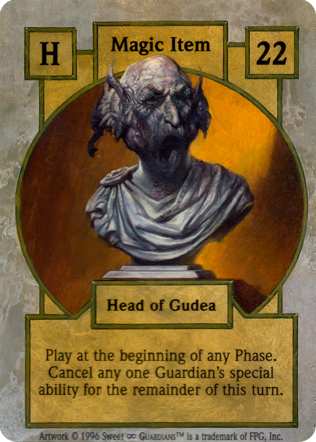 H
Magic Item
22
Head of Gudea
Play at the beginning of any Phase.
Cancel any one Guardian's special
ability for the remainder of this turn.
Artwork © 1996 Sweet ∞ GUARDIANS™ is a trademark of FPG, Inc.